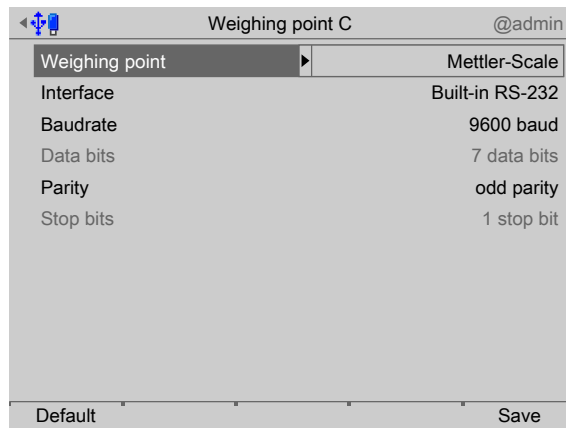 Weighing point C @admin
Weighing point Mettler-Scale
Interface Built-in RS-232
Baudrate 9600 baud
Data bits 7 data bits
Parity odd parity
Stop bits 1 stop bit
Default Save